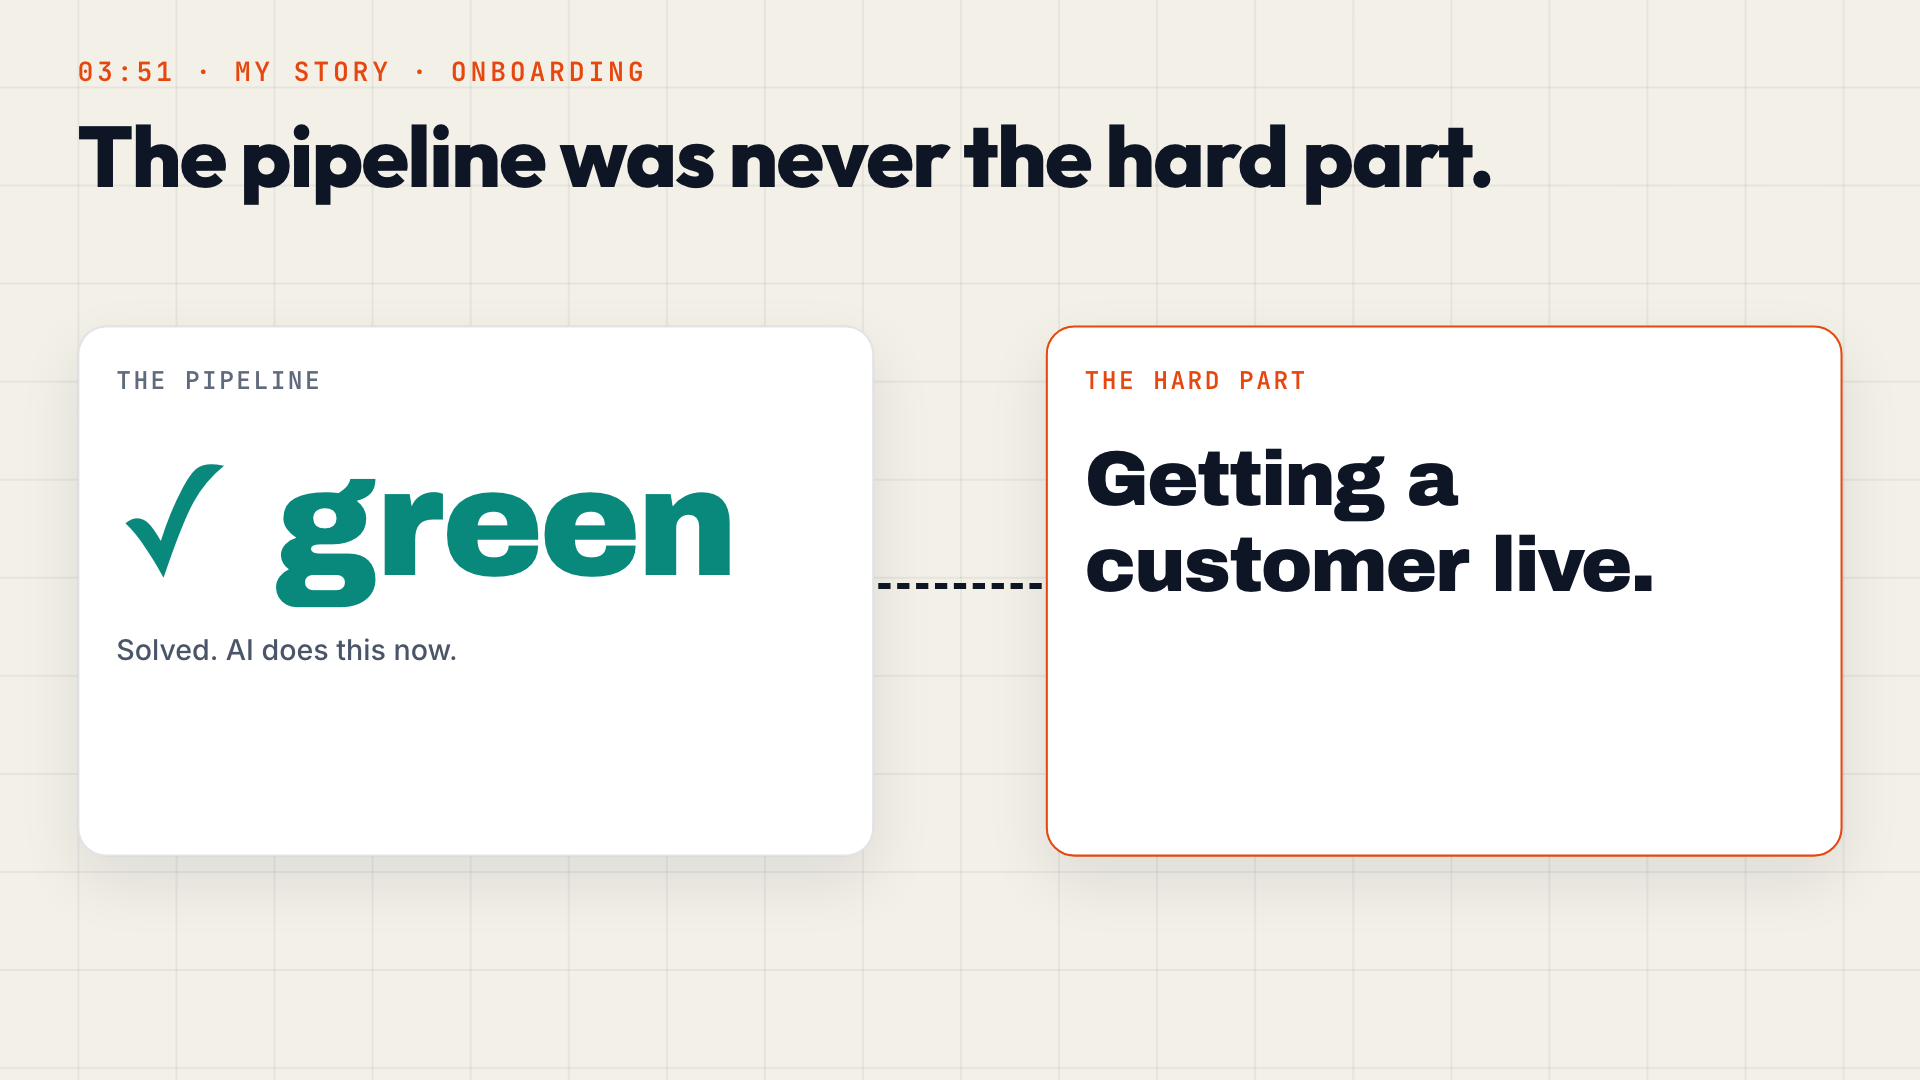 03:51 · MY STORY · ONBOARDING
The pipeline was never the hard part.
THE PIPELINE
✓ green
Solved. AI does this now.
THE HARD PART
Getting a
customer live.